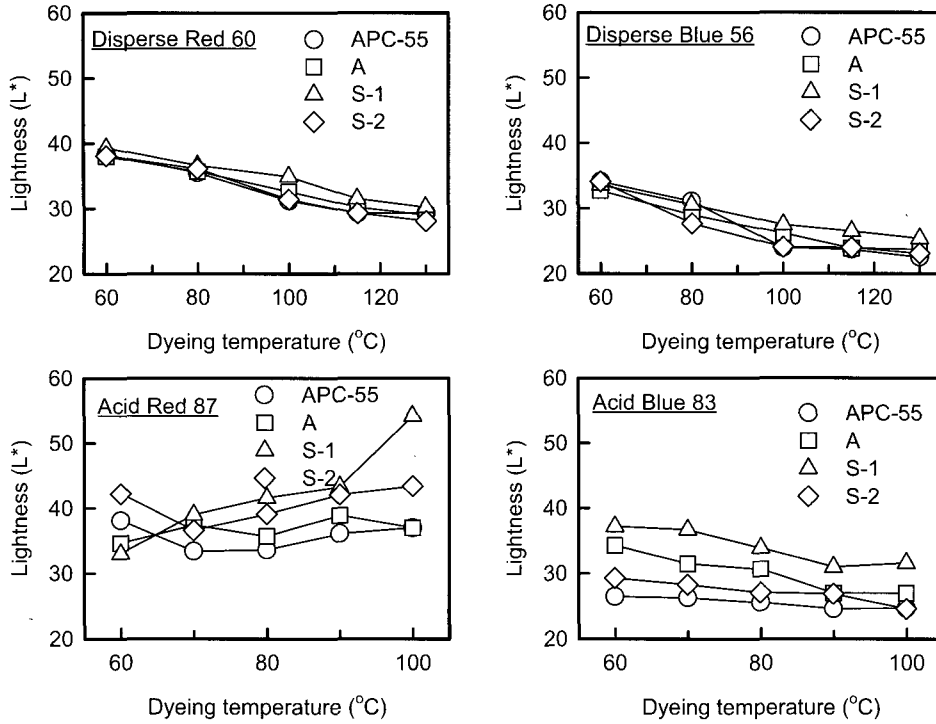 60
Disperse Red 60
APC-55
A
S-1
S-2
50
40
30
20
Lightness (L*)
60 80 100 120
Dyeing temperature (°C)
60
Disperse Blue 56
APC-55
A
S-1
S-2
50
40
30
20
Lightness (L*)
60 80 100 120
Dyeing temperature (°C)
60
Acid Red 87
APC-55
A
S-1
S-2
50
40
30
20
Lightness (L*)
60 70 80 90 100
Dyeing temperature (°C)
60
Acid Blue 83
APC-55
A
S-1
S-2
50
40
30
20
Lightness (L*)
60 70 80 90 100
Dyeing temperature (°C)